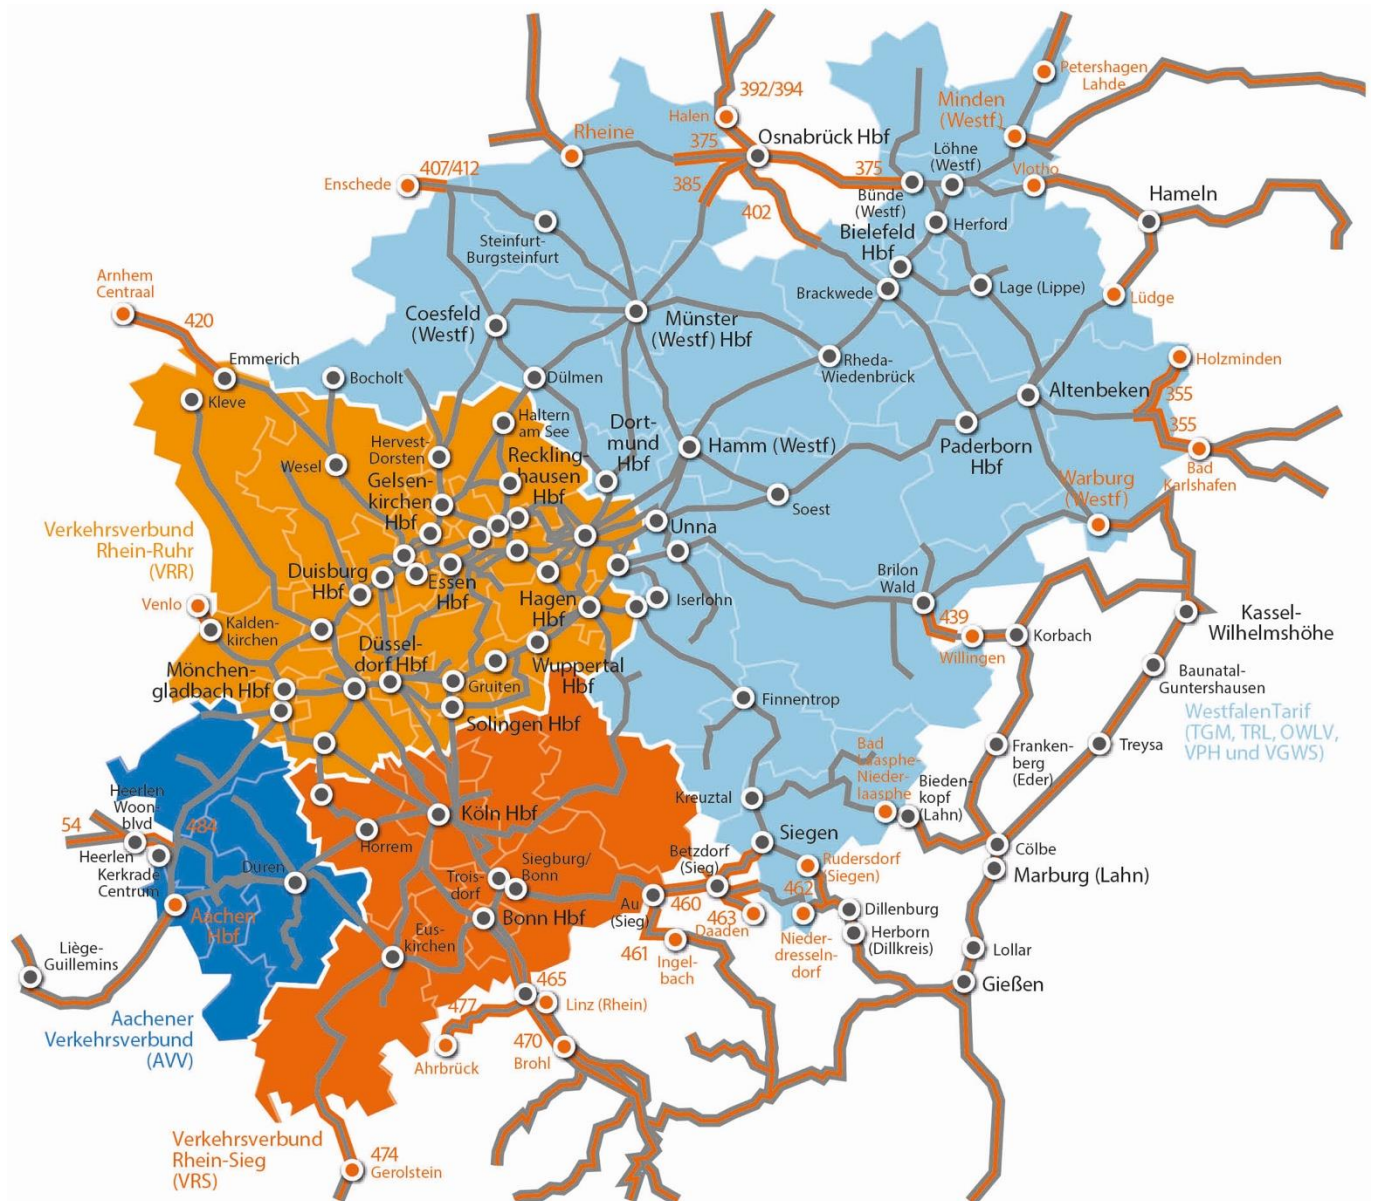 392/394
Petershagen
Lahde
Halen
Minden
(Westf)
Rheine
375
Osnabrück Hbf
407/412
Löhne
(Westf)
Enschede
385
375
Vlotho
Bünde
(Westf)
Hameln
402
Herford
Steinfurt-
Burgsteinfurt
Bielefeld
Hbf
Arnhem
Centraal
Brackwede
Lage (Lippe)
Lüdge
420
Coesfeld
(Westf)
Münster
(Westf) Hbf
Emmerich
Rheda-
Wiedenbrück
Holzminden
Bocholt
Dülmen
Altenbeken
355
Kleve
Haltern
am See
Dort-
mund
Hbf
355
Hervest-
Dorsten
Hamm (Westf)
Paderborn
Hbf
Wesel
Reckling-
hausen
Hbf
Bad
Karlshafen
Gelsen-
kirchen
Hbf
Warburg
(Westf)
Soest
Verkehrsverbund
Rhein-Ruhr
(VRR)
Unna
Duisburg
Hbf
Essen
Hbf
Brilon
Wald
Hagen
Hbf
Iserlohn
Venlo
439
Kassel-
Wilhelmshöhe
Kalden-
kirchen
Korbach
Düssel-
dorf Hbf
Willingen
Mönchen-
gladbach Hbf
Wuppertal
Hbf
Baunatal-
Guntershausen
Gruiten
Finnentrop
Solingen Hbf
WestfalenTarif
(TGM, TRL, OWLV,
VPH und VGWS)
Bad
Laasphe-
Nieder-
laasphe
Franken-
berg
(Eder)
Treysa
Heerlen
Woon-
blvd
Kreuztal
Bieden-
kopf
(Lahn)
Köln Hbf
54
484
Horrem
Siegen
Heerlen
Kerkrade
Centrum
Betzdorf
(Sieg)
Cölbe
Düren
Siegburg/
Bonn
Rudersdorf
(Siegen)
Marburg (Lahn)
Trois-
dorf
462
Aachen
Hbf
Au
(Sieg)
460
Bonn Hbf
463
Daaden
Dillenburg
Eus-
kirchen
Nieder-
dresseln-
dorf
Herborn
(Dillkreis)
Liège-
Guillemins
461
Ingel-
bach
Lollar
465
Gießen
477
Linz (Rhein)
Aachener
Verkehrsverbund
(AVV)
470
Brohl
Ahrbrück
Verkehrsverbund
Rhein-Sieg
(VRS)
474
Gerolstein